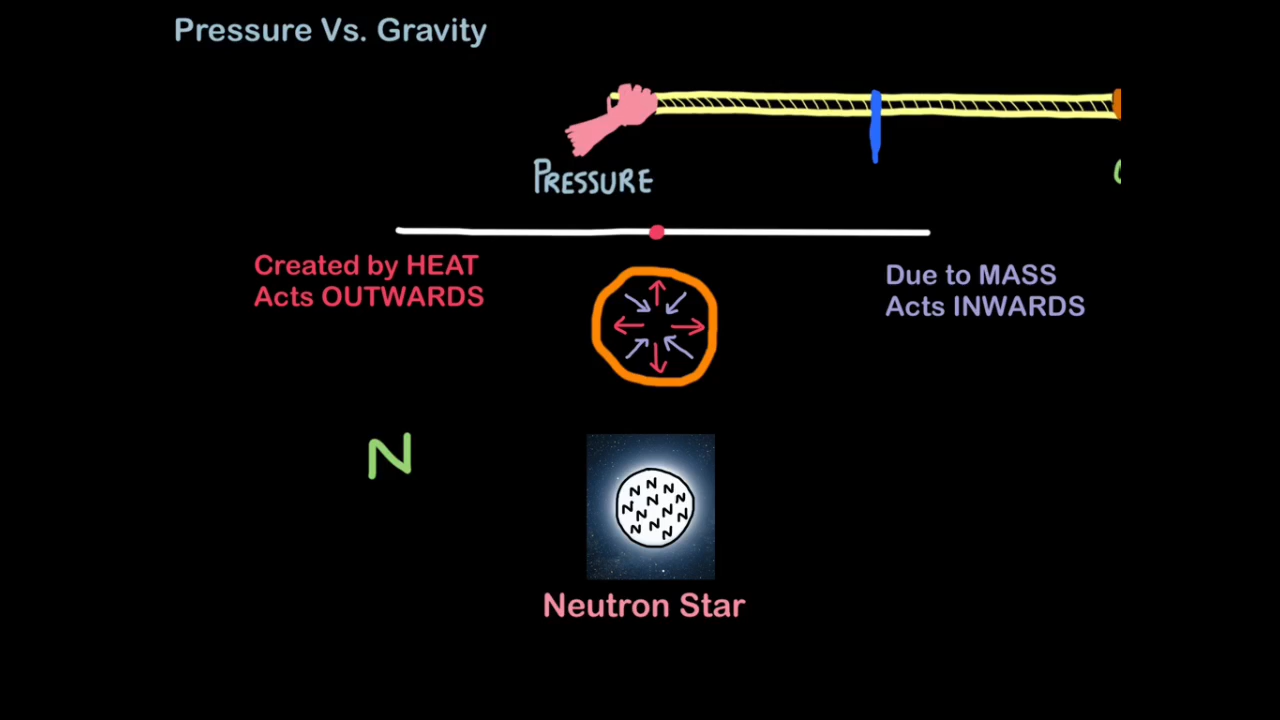 Pressure Vs. Gravity
PRESSURE
Created by HEAT
Acts OUTWARDS
Due to MASS
Acts INWARDS
N
N N N N N N N N N N N N N
Neutron Star